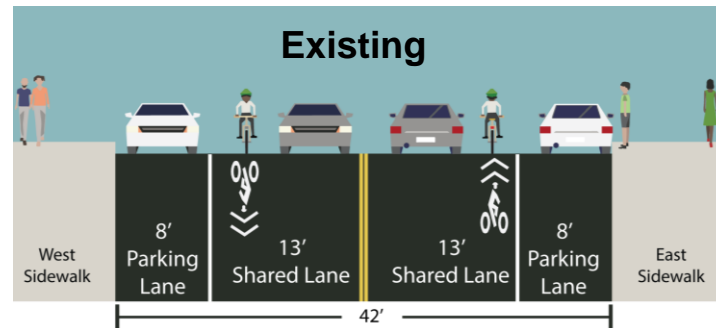 Existing
West
Sidewalk
8’
Parking
Lane
13’
Shared Lane
13’
Shared Lane
8’
Parking
Lane
East
Sidewalk
42’